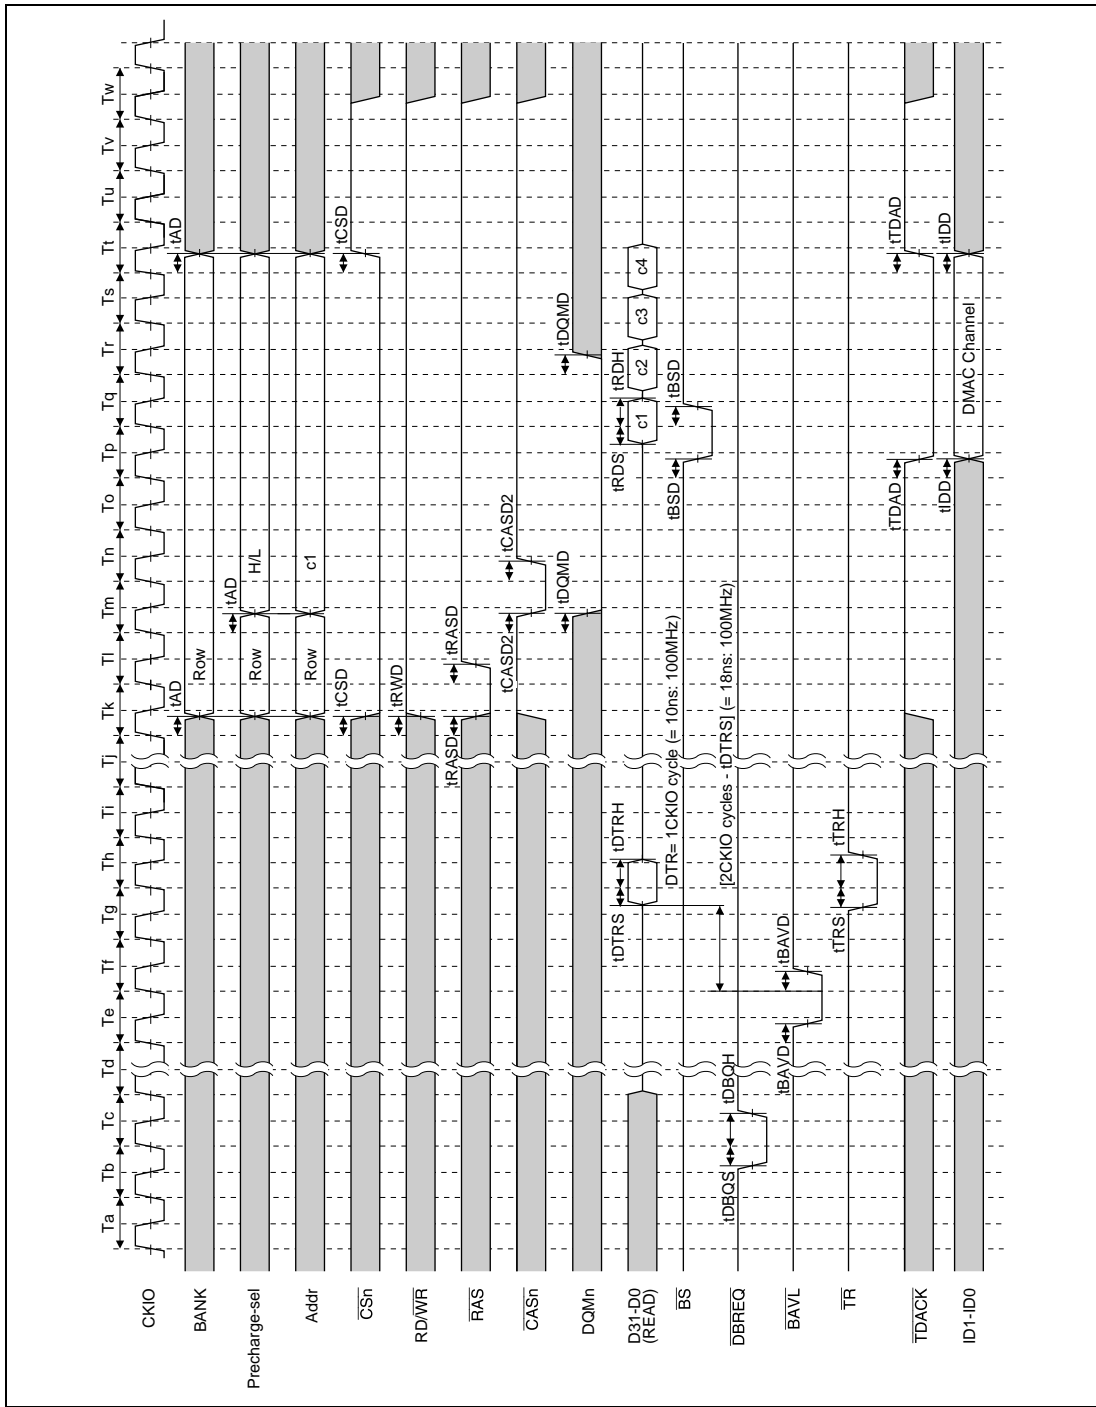 Ta Tb Tc Td Te Tf Tg Th Ti Tj Tk Tl Tm Tn To Tp Tq Tr Ts Tt Tu Tv Tw
CKIO
tAD tAD
BANK Row
tAD
Precharge-sel Row H/L
Addr Row c1
tCSD tCSD
CSn
tRWD
RD/WR
tRASD tRASD
RAS
tCASD2 tCASD2
CASn
tDQMD tDQMD
DQMn
tDTRS tDTRH tRDS tRDH
D31-D0 c1 c2 c3 c4
(READ)
DTR= 1CKIO cycle (= 10ns: 100MHz)
tBSD tBSD
BS
[2CKIO cycles - tDTRS] (= 18ns: 100MHz)
tDBQS tDBQH
DBREQ
tBAVD tBAVD
BAVL
tTRS tTRH
TR
tTDAD tTDAD
TDACK
tIDD tIDD
ID1-ID0 DMAC Channel